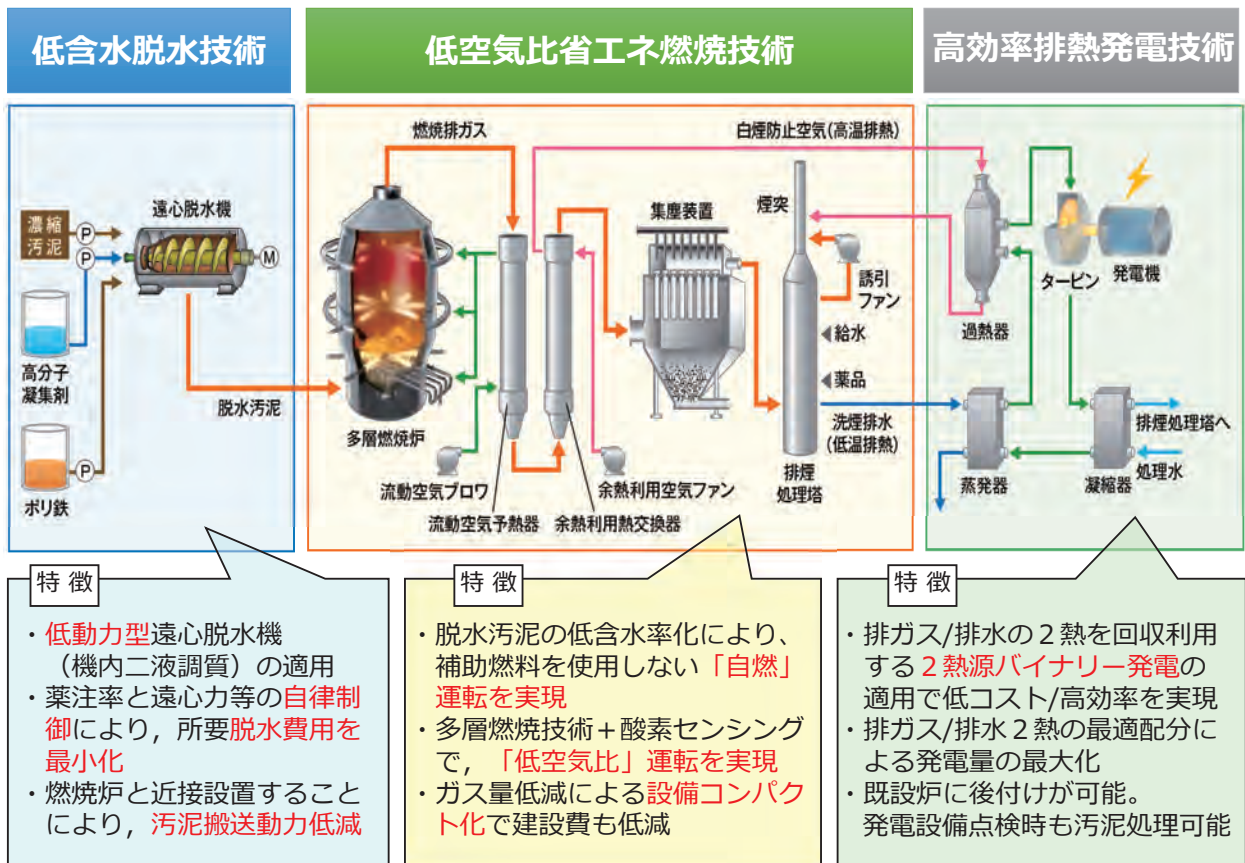 低含水脱水技術
低空気比省エネ燃焼技術
高効率排熱発電技術
濃縮
汚泥
P
P
遠心脱水機
M
高分子
凝集剤
ポリ鉄
P
脱水汚泥
燃焼排ガス
多層燃焼炉
流動空気ブロワ
流動空気予熱器
余熱利用熱交換器
余熱利用空気ファン
集塵装置
白煙防止空気(高温排熱)
煙突
誘引
ファン
給水
薬品
洗煙排水
(低温排熱)
排煙
処理塔
過熱器
タービン
発電機
蒸発器
凝縮器
排煙処理塔へ
処理水
特 徴
・低動力型遠心脱水機
（機内二液調質）の適用
・薬注率と遠心力等の自律制
御により，所要脱水費用を
最小化
・燃焼炉と近接設置すること
により，汚泥搬送動力低減
特 徴
・脱水汚泥の低含水率化により、
補助燃料を使用しない「自燃」
運転を実現
・多層燃焼技術＋酸素センシング
で，「低空気比」運転を実現
・ガス量低減による設備コンパク
ト化で建設費も低減
特 徴
・排ガス/排水の２熱を回収利用
する２熱源バイナリー発電の
適用で低コスト/高効率を実現
・排ガス/排水２熱の最適配分に
よる発電量の最大化
・既設炉に後付けが可能。
発電設備点検時も汚泥処理可能